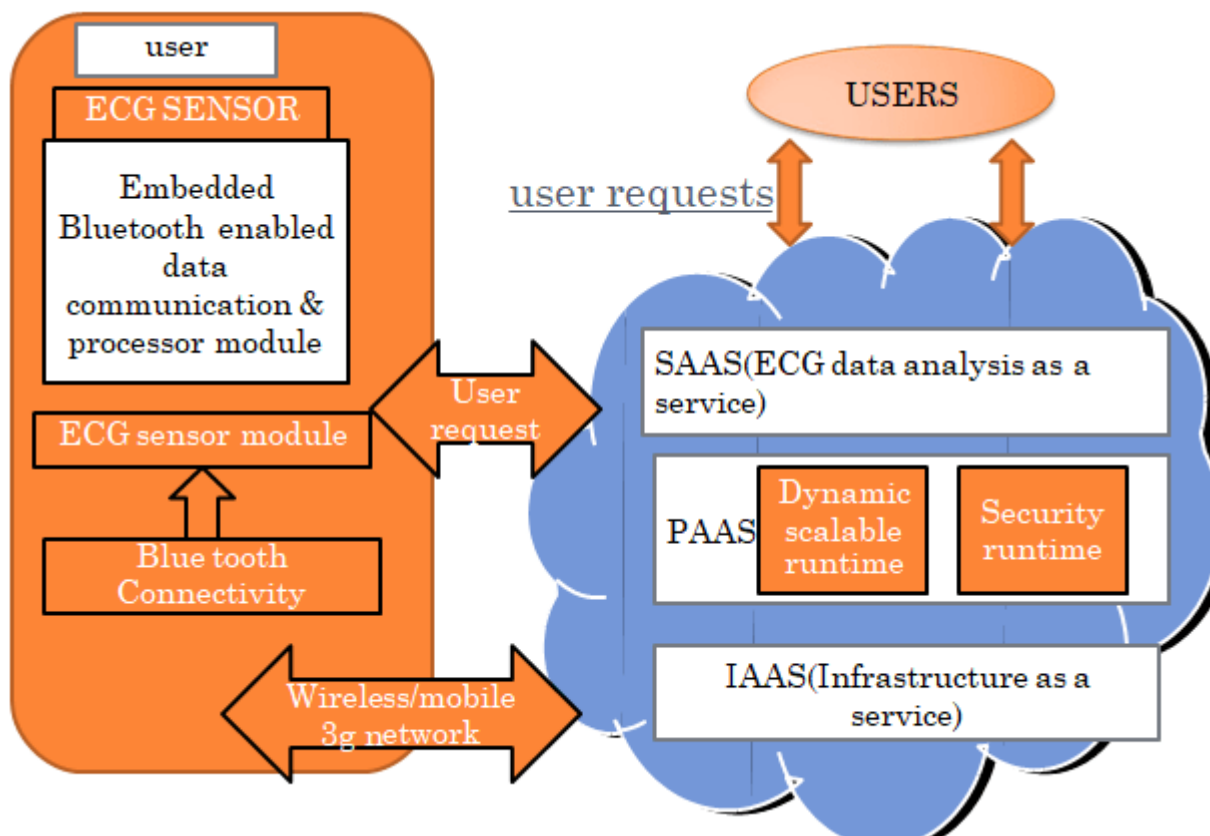 user
ECG SENSOR
Embedded
Bluetooth enabled
data
communication &
processor module
ECG sensor module
Blue tooth
Connectivity
User
request
Wireless/mobile
3g network
USERS
user requests
SAAS(ECG data analysis as a
service)
PAAS
Dynamic
scalable
runtime
Security
runtime
IAAS(Infrastructure as a
service)